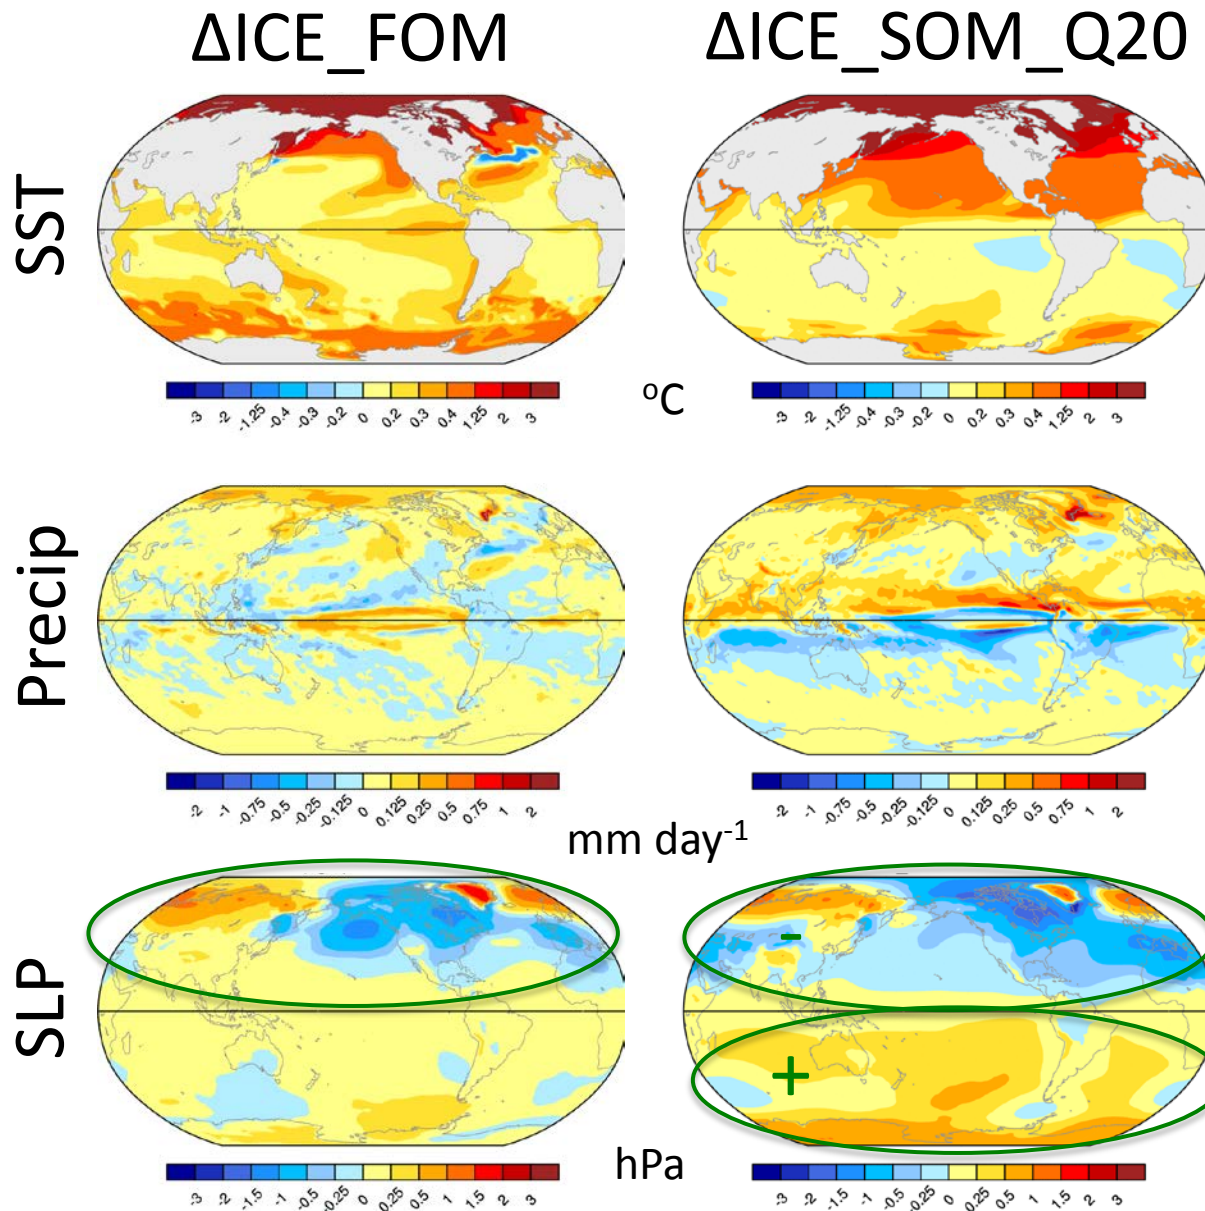 ΔICE_FOM ΔICE_SOM_Q20
SST
-3 -2 -1.25 -0.4 -0.3 -0.2 0 0.2 0.3 0.4 1.25 2 3
oC
-3 -2 -1.25 -0.4 -0.3 -0.2 0 0.2 0.3 0.4 1.25 2 3
Precip
-2 -1 -0.75 -0.5 -0.25 -0.125 0 0.125 0.25 0.5 0.75 1 2
-2 -1 -0.75 -0.5 -0.25 -0.125 0 0.125 0.25 0.5 0.75 1 2
mm day-1
SLP
-
+
hPa
-3 -2 -1.5 -1 -0.5 -0.25 0 0.25 0.5 1 1.5 2 3
-3 -2 -1.5 -1 -0.5 -0.25 0 0.25 0.5 1 1.5 2 3